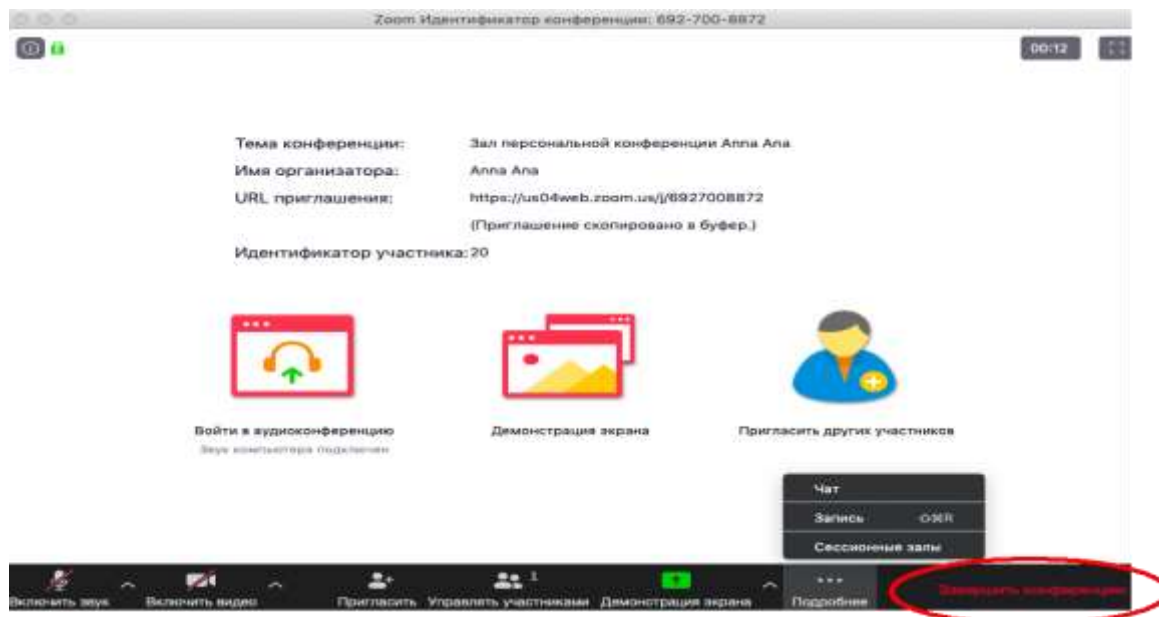 Zoom Идентификатор конференции: 692-700-8872
00:12
Тема конференции: Зал персональной конференции Anna Ana
Имя организатора: Anna Ana
URL приглашения: https://us04web.zoom.us/j/6927008872
(Приглашение скопировано в буфер.)
Идентификатор участника: 20
Войти в аудиоконференцию
Звук компьютера подключен
Демонстрация экрана
Пригласить других участников
Чат
Запись ⇧⌘R
Сессионные залы
Включить звук
Включить видео
Пригласить
1
Управлять участниками
Демонстрация экрана
Подробнее
Завершить конференцию